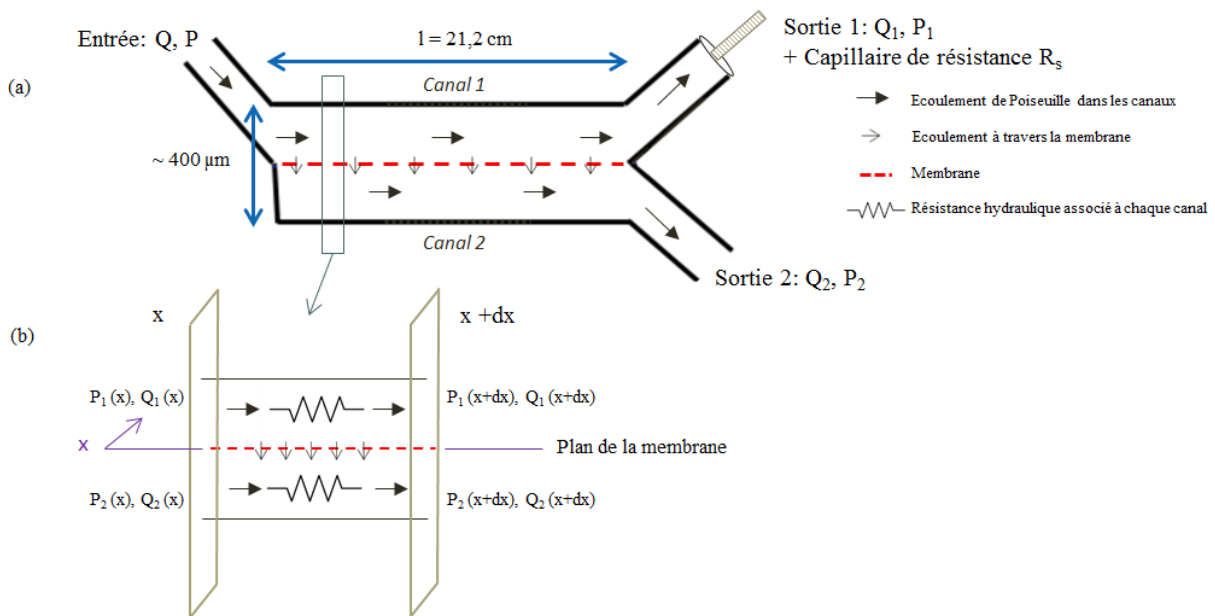 Entrée: Q, P
l = 21,2 cm
Sortie 1: Q₁, P₁
+ Capillaire de résistance Rₛ
(a)
Canal 1
Ecoulement de Poiseuille dans les canaux
Ecoulement à travers la membrane
~ 400 µm
Membrane
Résistance hydraulique associé à chaque canal
Canal 2
Sortie 2: Q₂, P₂
x
x +dx
(b)
P₁ (x), Q₁ (x)
P₁ (x+dx), Q₁ (x+dx)
x
Plan de la membrane
P₂ (x), Q₂ (x)
P₂ (x+dx), Q₂ (x+dx)